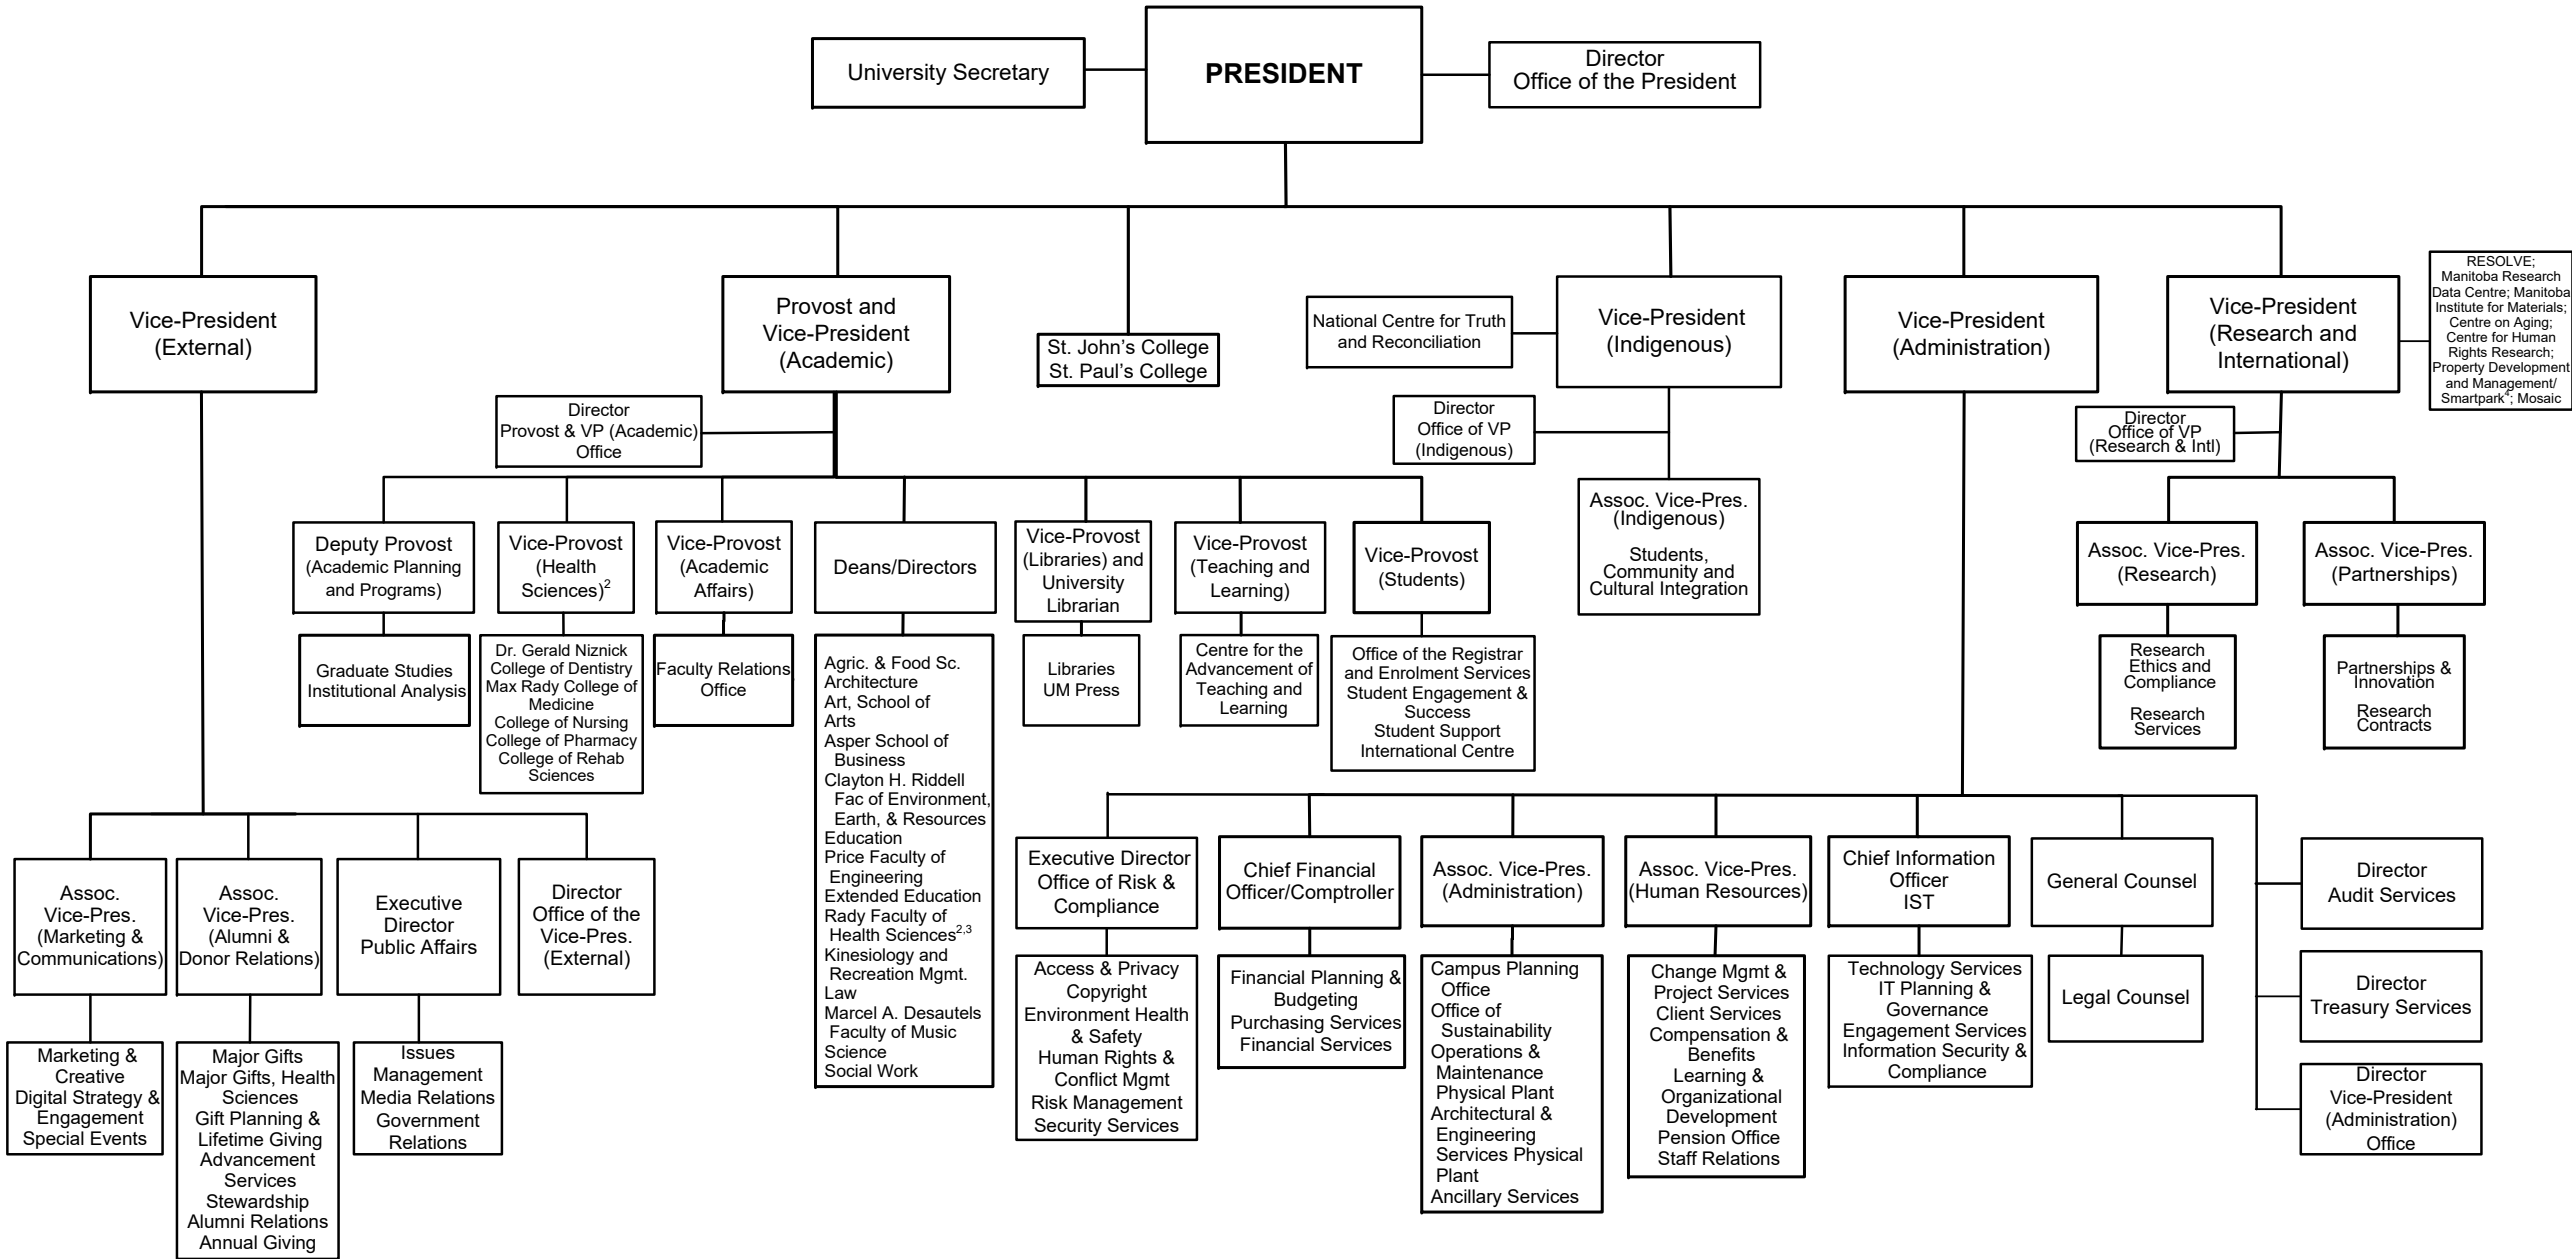 University Secretary
PRESIDENT
Director
Office of the President
Vice-President
(External)
Provost and
Vice-President
(Academic)
St. John’s College
St. Paul’s College
National Centre for Truth
and Reconciliation
Vice-President
(Indigenous)
Vice-President
(Administration)
Vice-President
(Research and
International)
RESOLVE;
Manitoba Research
Data Centre; Manitoba
Institute for Materials;
Centre on Aging;
Centre for Human
Rights Research;
Property Development
and Management/
Smartpark4; Mosaic
Director
Provost & VP (Academic)
Office
Director
Office of VP
(Indigenous)
Director
Office of VP
(Research & Intl)
Deputy Provost
(Academic Planning
and Programs)
Vice-Provost
(Health
Sciences)2
Vice-Provost
(Academic
Affairs)
Deans/Directors
Vice-Provost
(Libraries) and
University
Librarian
Vice-Provost
(Teaching and
Learning)
Vice-Provost
(Students)
Assoc. Vice-Pres.
(Indigenous)
Students,
Community and
Cultural Integration
Assoc. Vice-Pres.
(Research)
Assoc. Vice-Pres.
(Partnerships)
Graduate Studies
Institutional Analysis
Dr. Gerald Niznick
College of Dentistry
Max Rady College of
Medicine
College of Nursing
College of Pharmacy
College of Rehab
Sciences
Faculty Relations
Office
Agric. & Food Sc.
Architecture
Art, School of
Arts
Asper School of
Business
Clayton H. Riddell
Fac of Environment,
Earth, & Resources
Education
Price Faculty of
Engineering
Extended Education
Rady Faculty of
Health Sciences2,3
Kinesiology and
Recreation Mgmt.
Law
Marcel A. Desautels
Faculty of Music
Science
Social Work
Libraries
UM Press
Centre for the
Advancement of
Teaching and
Learning
Office of the Registrar
and Enrolment Services
Student Engagement &
Success
Student Support
International Centre
Research
Ethics and
Compliance
Research
Services
Partnerships &
Innovation
Research
Contracts
Assoc.
Vice-Pres.
(Marketing &
Communications)
Assoc.
Vice-Pres.
(Alumni &
Donor Relations)
Executive
Director
Public Affairs
Director
Office of the
Vice-Pres.
(External)
Executive Director
Office of Risk &
Compliance
Chief Financial
Officer/Comptroller
Assoc. Vice-Pres.
(Administration)
Assoc. Vice-Pres.
(Human Resources)
Chief Information
Officer
IST
General Counsel
Director
Audit Services
Marketing &
Creative
Digital Strategy &
Engagement
Special Events
Major Gifts
Major Gifts, Health
Sciences
Gift Planning &
Lifetime Giving
Advancement
Services
Stewardship
Alumni Relations
Annual Giving
Issues
Management
Media Relations
Government
Relations
Access & Privacy
Copyright
Environment Health
& Safety
Human Rights &
Conflict Mgmt
Risk Management
Security Services
Financial Planning &
Budgeting
Purchasing Services
Financial Services
Campus Planning
Office
Office of
Sustainability
Operations &
Maintenance
Physical Plant
Architectural &
Engineering
Services Physical
Plant
Ancillary Services
Change Mgmt &
Project Services
Client Services
Compensation &
Benefits
Learning &
Organizational
Development
Pension Office
Staff Relations
Technology Services
IT Planning &
Governance
Engagement Services
Information Security &
Compliance
Legal Counsel
Director
Treasury Services
Director
Vice-President
(Administration)
Office